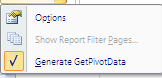 Options
Show Report Filter Pages...
Generate GetPivotData